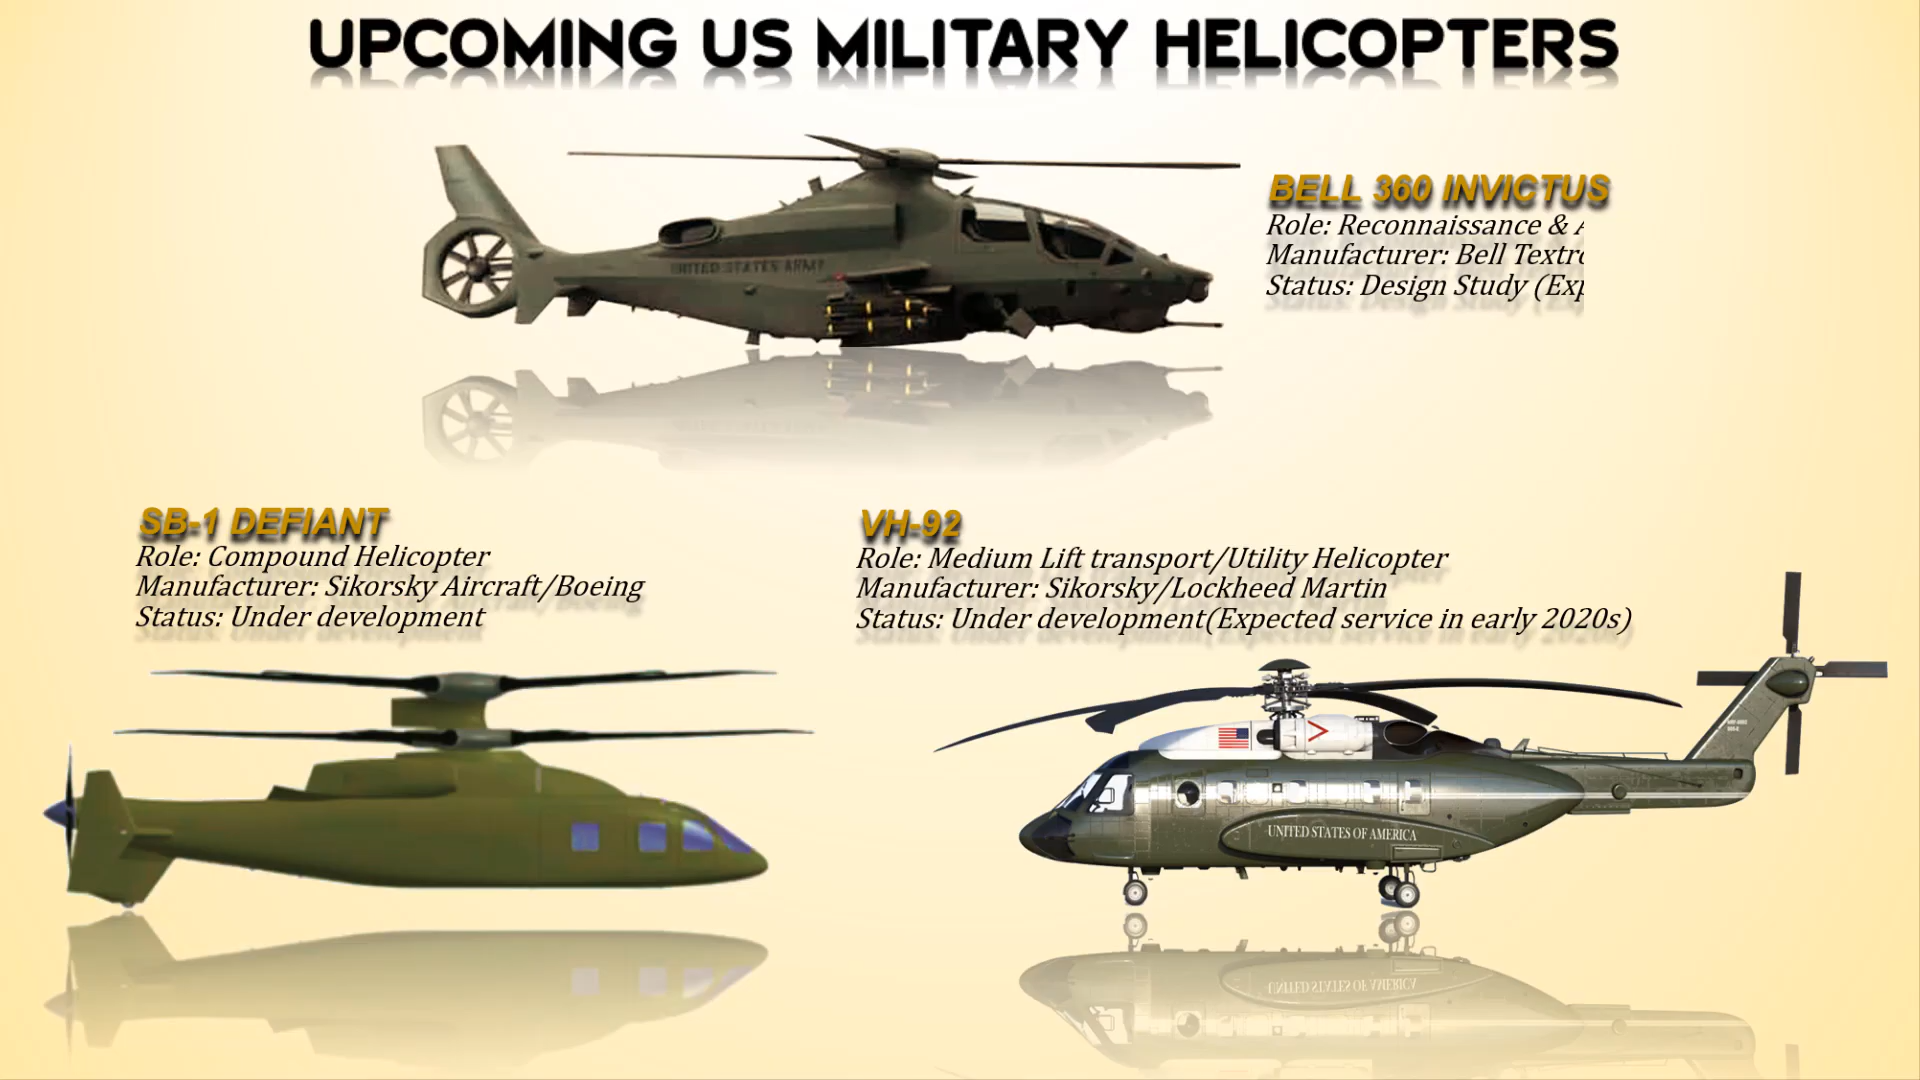 UPCOMING US MILITARY HELICOPTERS
BELL 360 INVICTUS
Role: Reconnaissance &
Manufacturer: Bell
Status: Design Study
UNITED STATES ARMY
SB-1 DEFIANT
Role: Compound Helicopter
Manufacturer: Sikorsky Aircraft/Boeing
Status: Under development
VH-92
Role: Medium Lift transport/Utility Helicopter
Manufacturer: Sikorsky/Lockheed Martin
Status: Under development(Expected service in early 2020s)
UNITED STATES OF AMERICA